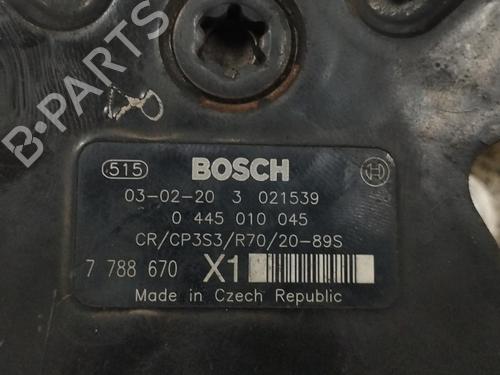 B-PARTS
515 BOSCH
03-02-20 3 021539
0 445 010 045
CR/CP3S3/R70/20-89S
7 788 670 X1
Made in Czech Republic